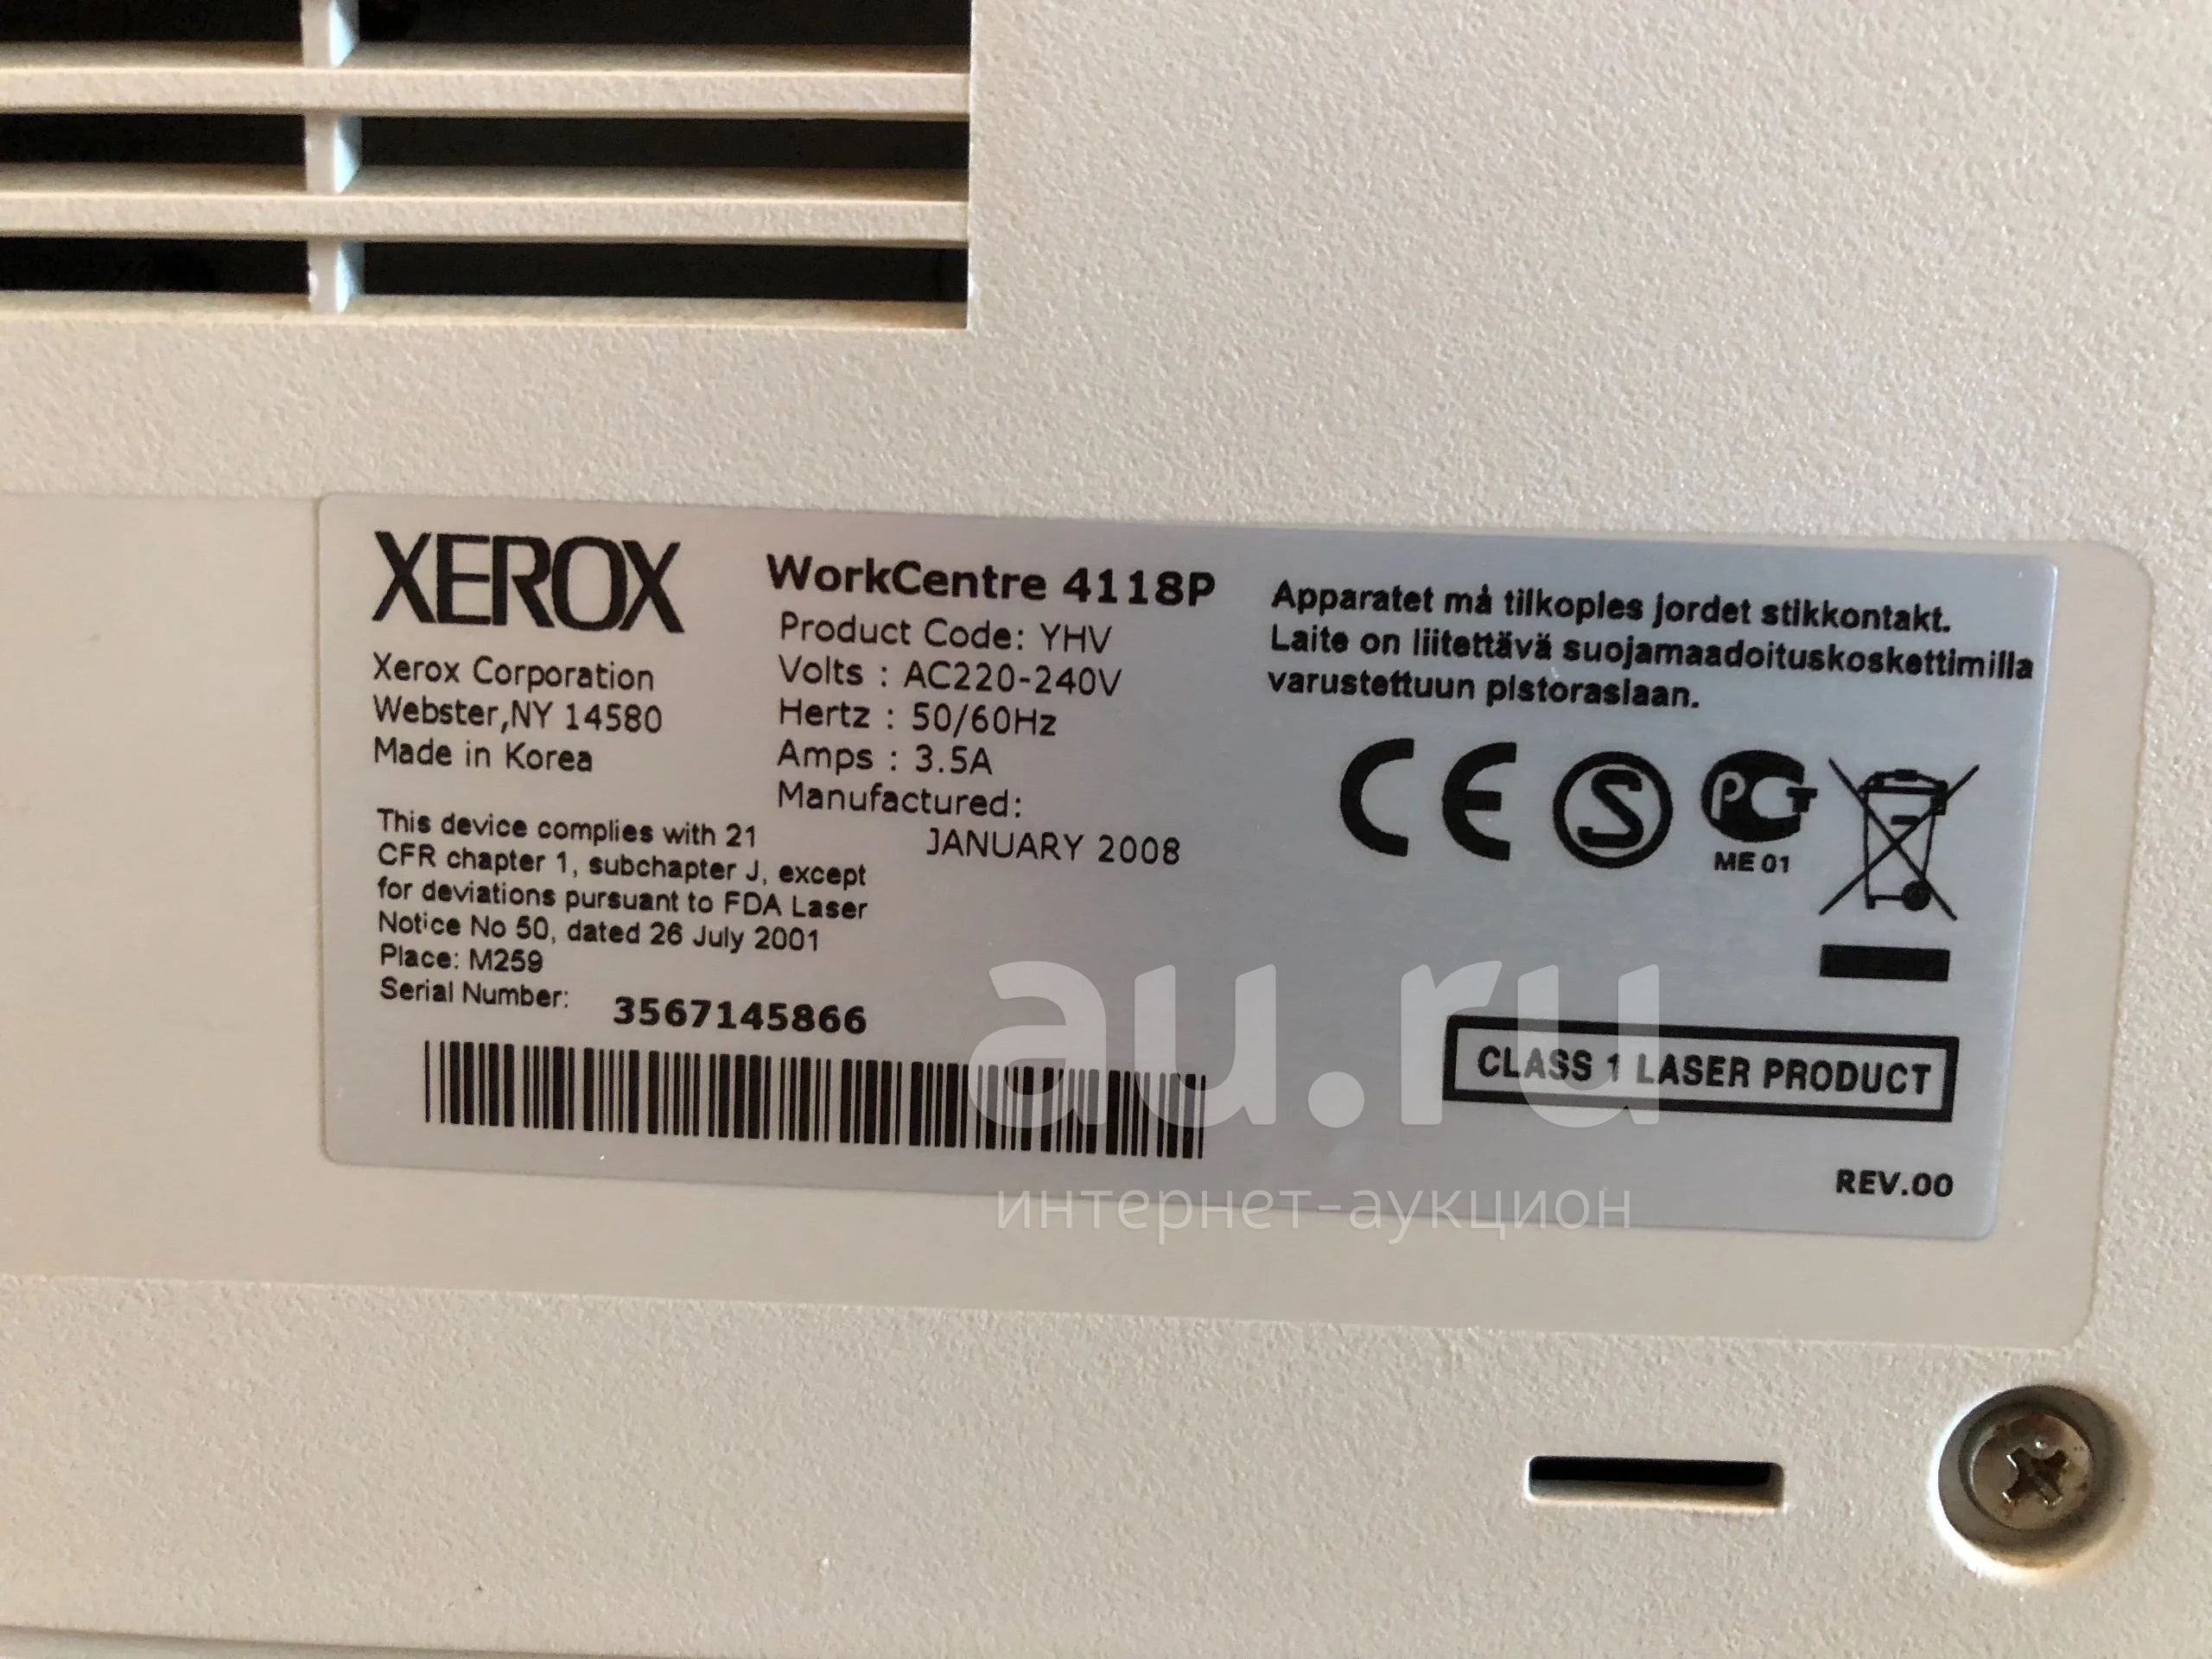 XEROX
Xerox Corporation
Webster,NY 14580
Made in Korea
This device complies with 21
CFR chapter 1, subchapter J, except
for deviations pursuant to FDA Laser
Notice No 50, dated 26 July 2001
Place: M259
Serial Number: 3567145866
WorkCentre 4118P
Product Code: YHV
Volts : AC220-240V
Hertz : 50/60Hz
Amps : 3.5A
Manufactured:
JANUARY 2008
Apparatet må tilkoples jordet stikkontakt.
Laite on liitettävä suojamaadoituskoskettimilla
varustettuun pistorasiaan.
CE S PCT
ME 01
CLASS 1 LASER PRODUCT
REV.00
au.ru
интернет-аукцион